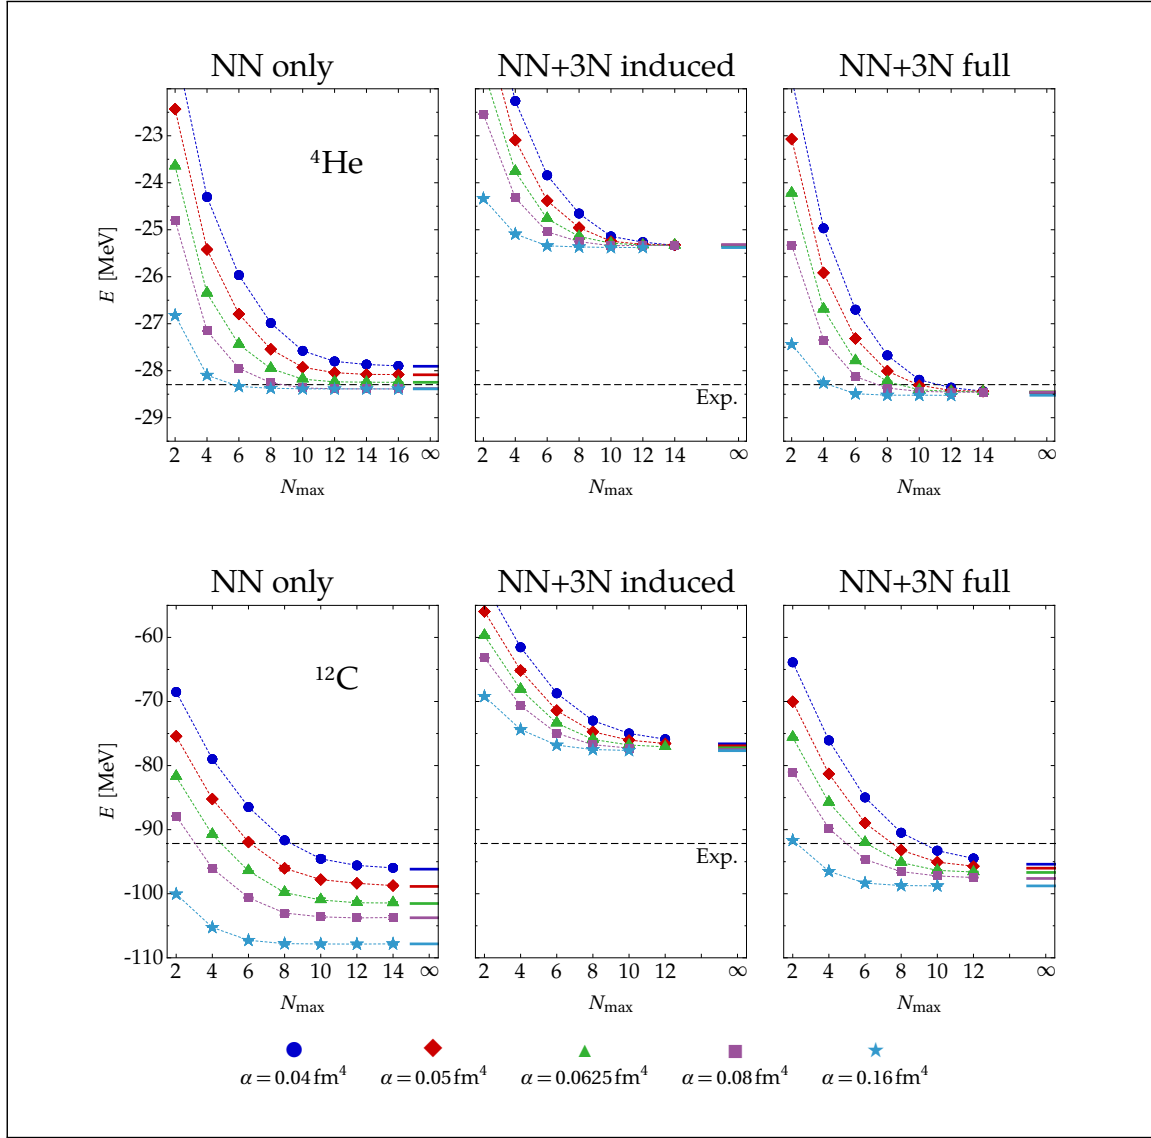 NN only NN+3N induced NN+3N full
-23
-24
-25
-26
-27
-28
-29
E [MeV]
⁴He
Exp.
2 4 6 8 10 12 14 16 ∞ 2 4 6 8 10 12 14 ∞ 2 4 6 8 10 12 14 ∞
N_max N_max N_max
NN only NN+3N induced NN+3N full
-60
-70
-80
-90
-100
-110
E [MeV]
¹²C
Exp.
2 4 6 8 10 12 14 ∞ 2 4 6 8 10 12 ∞ 2 4 6 8 10 12 ∞
N_max N_max N_max
α = 0.04 fm⁴ α = 0.05 fm⁴ α = 0.0625 fm⁴ α = 0.08 fm⁴ α = 0.16 fm⁴